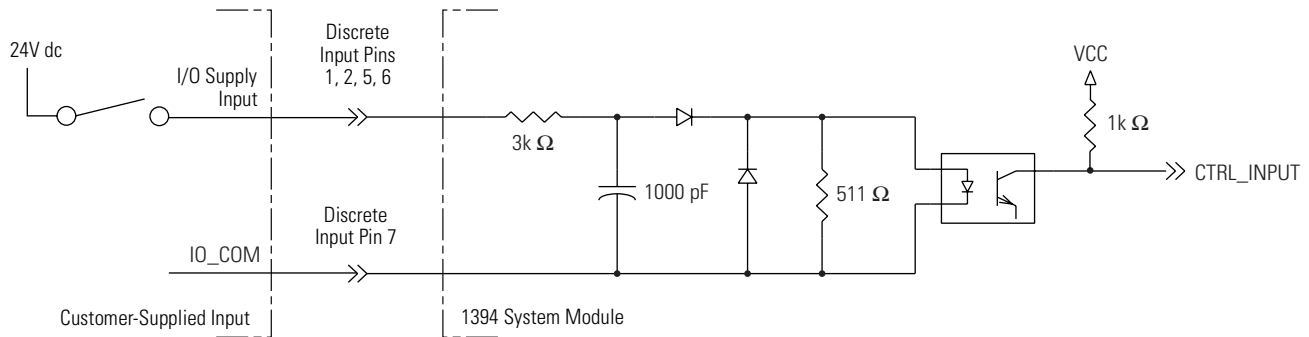 24V dc
I/O Supply
Input
Discrete
Input Pins
1, 2, 5, 6
3k Ω
1000 pF
511 Ω
VCC
1k Ω
CTRL_INPUT
Discrete
Input Pin 7
IO_COM
Customer-Supplied Input
1394 System Module